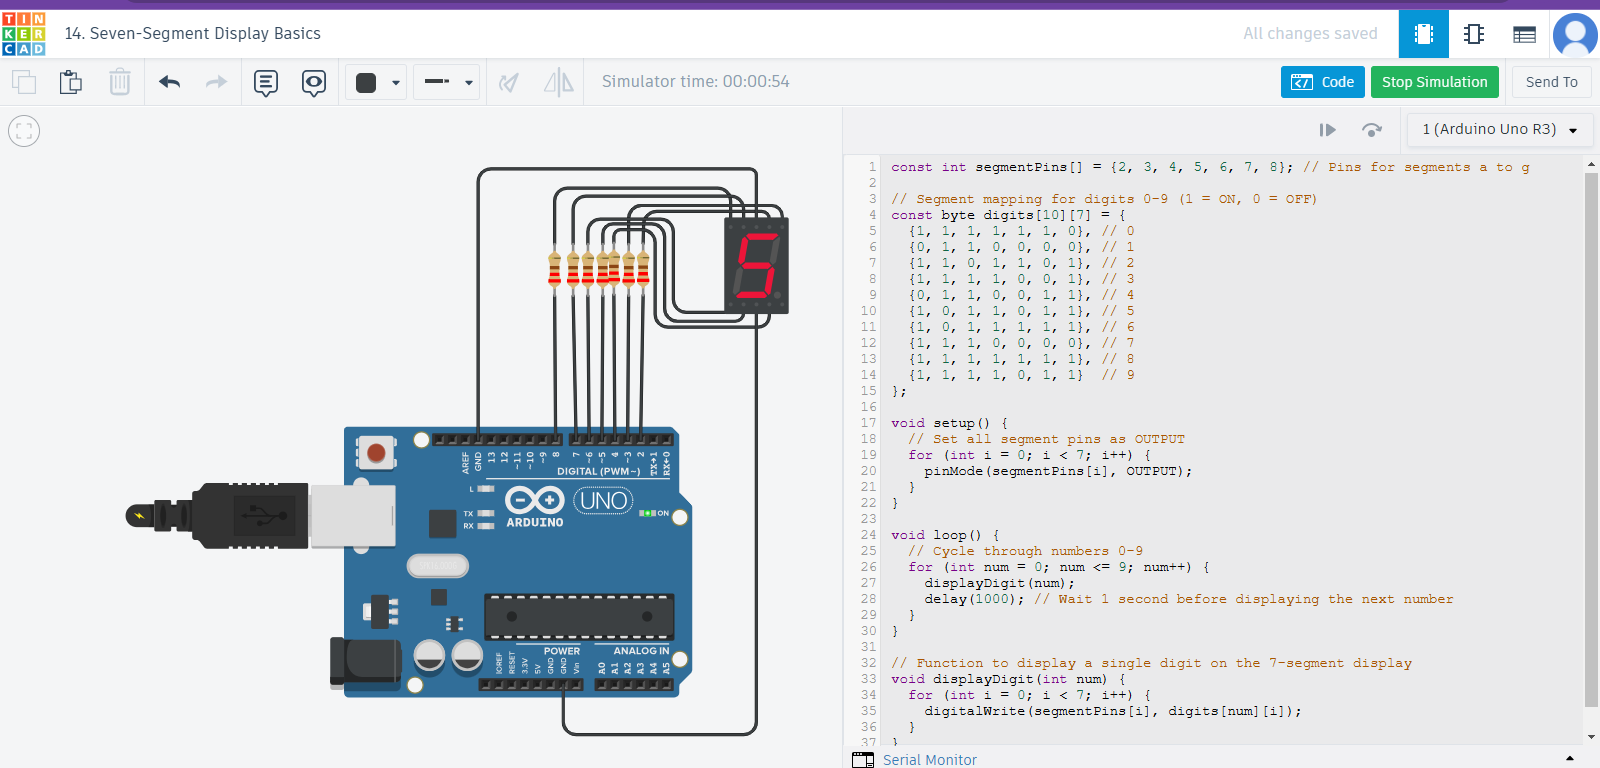 TIN
KER
CAD
14. Seven-Segment Display Basics
All changes saved
Simulator time: 00:00:54
Code
Stop Simulation
Send To
1 (Arduino Uno R3)
1 const int segmentPins[] = {2, 3, 4, 5, 6, 7, 8}; // Pins for segments a to g
2
3 // Segment mapping for digits 0-9 (1 = ON, 0 = OFF)
4 const byte digits[10][7] = {
5 {1, 1, 1, 1, 1, 1, 0}, // 0
6 {0, 1, 1, 0, 0, 0, 0}, // 1
7 {1, 1, 0, 1, 1, 0, 1}, // 2
8 {1, 1, 1, 1, 0, 0, 1}, // 3
9 {0, 1, 1, 0, 0, 1, 1}, // 4
10 {1, 0, 1, 1, 0, 1, 1}, // 5
11 {1, 0, 1, 1, 1, 1, 1}, // 6
12 {1, 1, 1, 0, 0, 0, 0}, // 7
13 {1, 1, 1, 1, 1, 1, 1}, // 8
14 {1, 1, 1, 1, 0, 1, 1} // 9
15 };
16
17 void setup() {
18 // Set all segment pins as OUTPUT
19 for (int i = 0; i < 7; i++) {
20 pinMode(segmentPins[i], OUTPUT);
21 }
22 }
23
24 void loop() {
25 // Cycle through numbers 0-9
26 for (int num = 0; num <= 9; num++) {
27 displayDigit(num);
28 delay(1000); // Wait 1 second before displaying the next number
29 }
30 }
31
32 // Function to display a single digit on the 7-segment display
33 void displayDigit(int num) {
34 for (int i = 0; i < 7; i++) {
35 digitalWrite(segmentPins[i], digits[num][i]);
36 }
37 }
Serial Monitor
5
AREF
GND
13
12
~11
~10
~9
8
7
~6
~5
4
~3
2
TX→1
RX←0
DIGITAL (PWM~)
L
TX
RX
ARDUINO
UNO
ON
POWER
ANALOG IN
IOREF
RESET
3.3V
5V
GND
GND
Vin
A0
A1
A2
A3
A4
A5